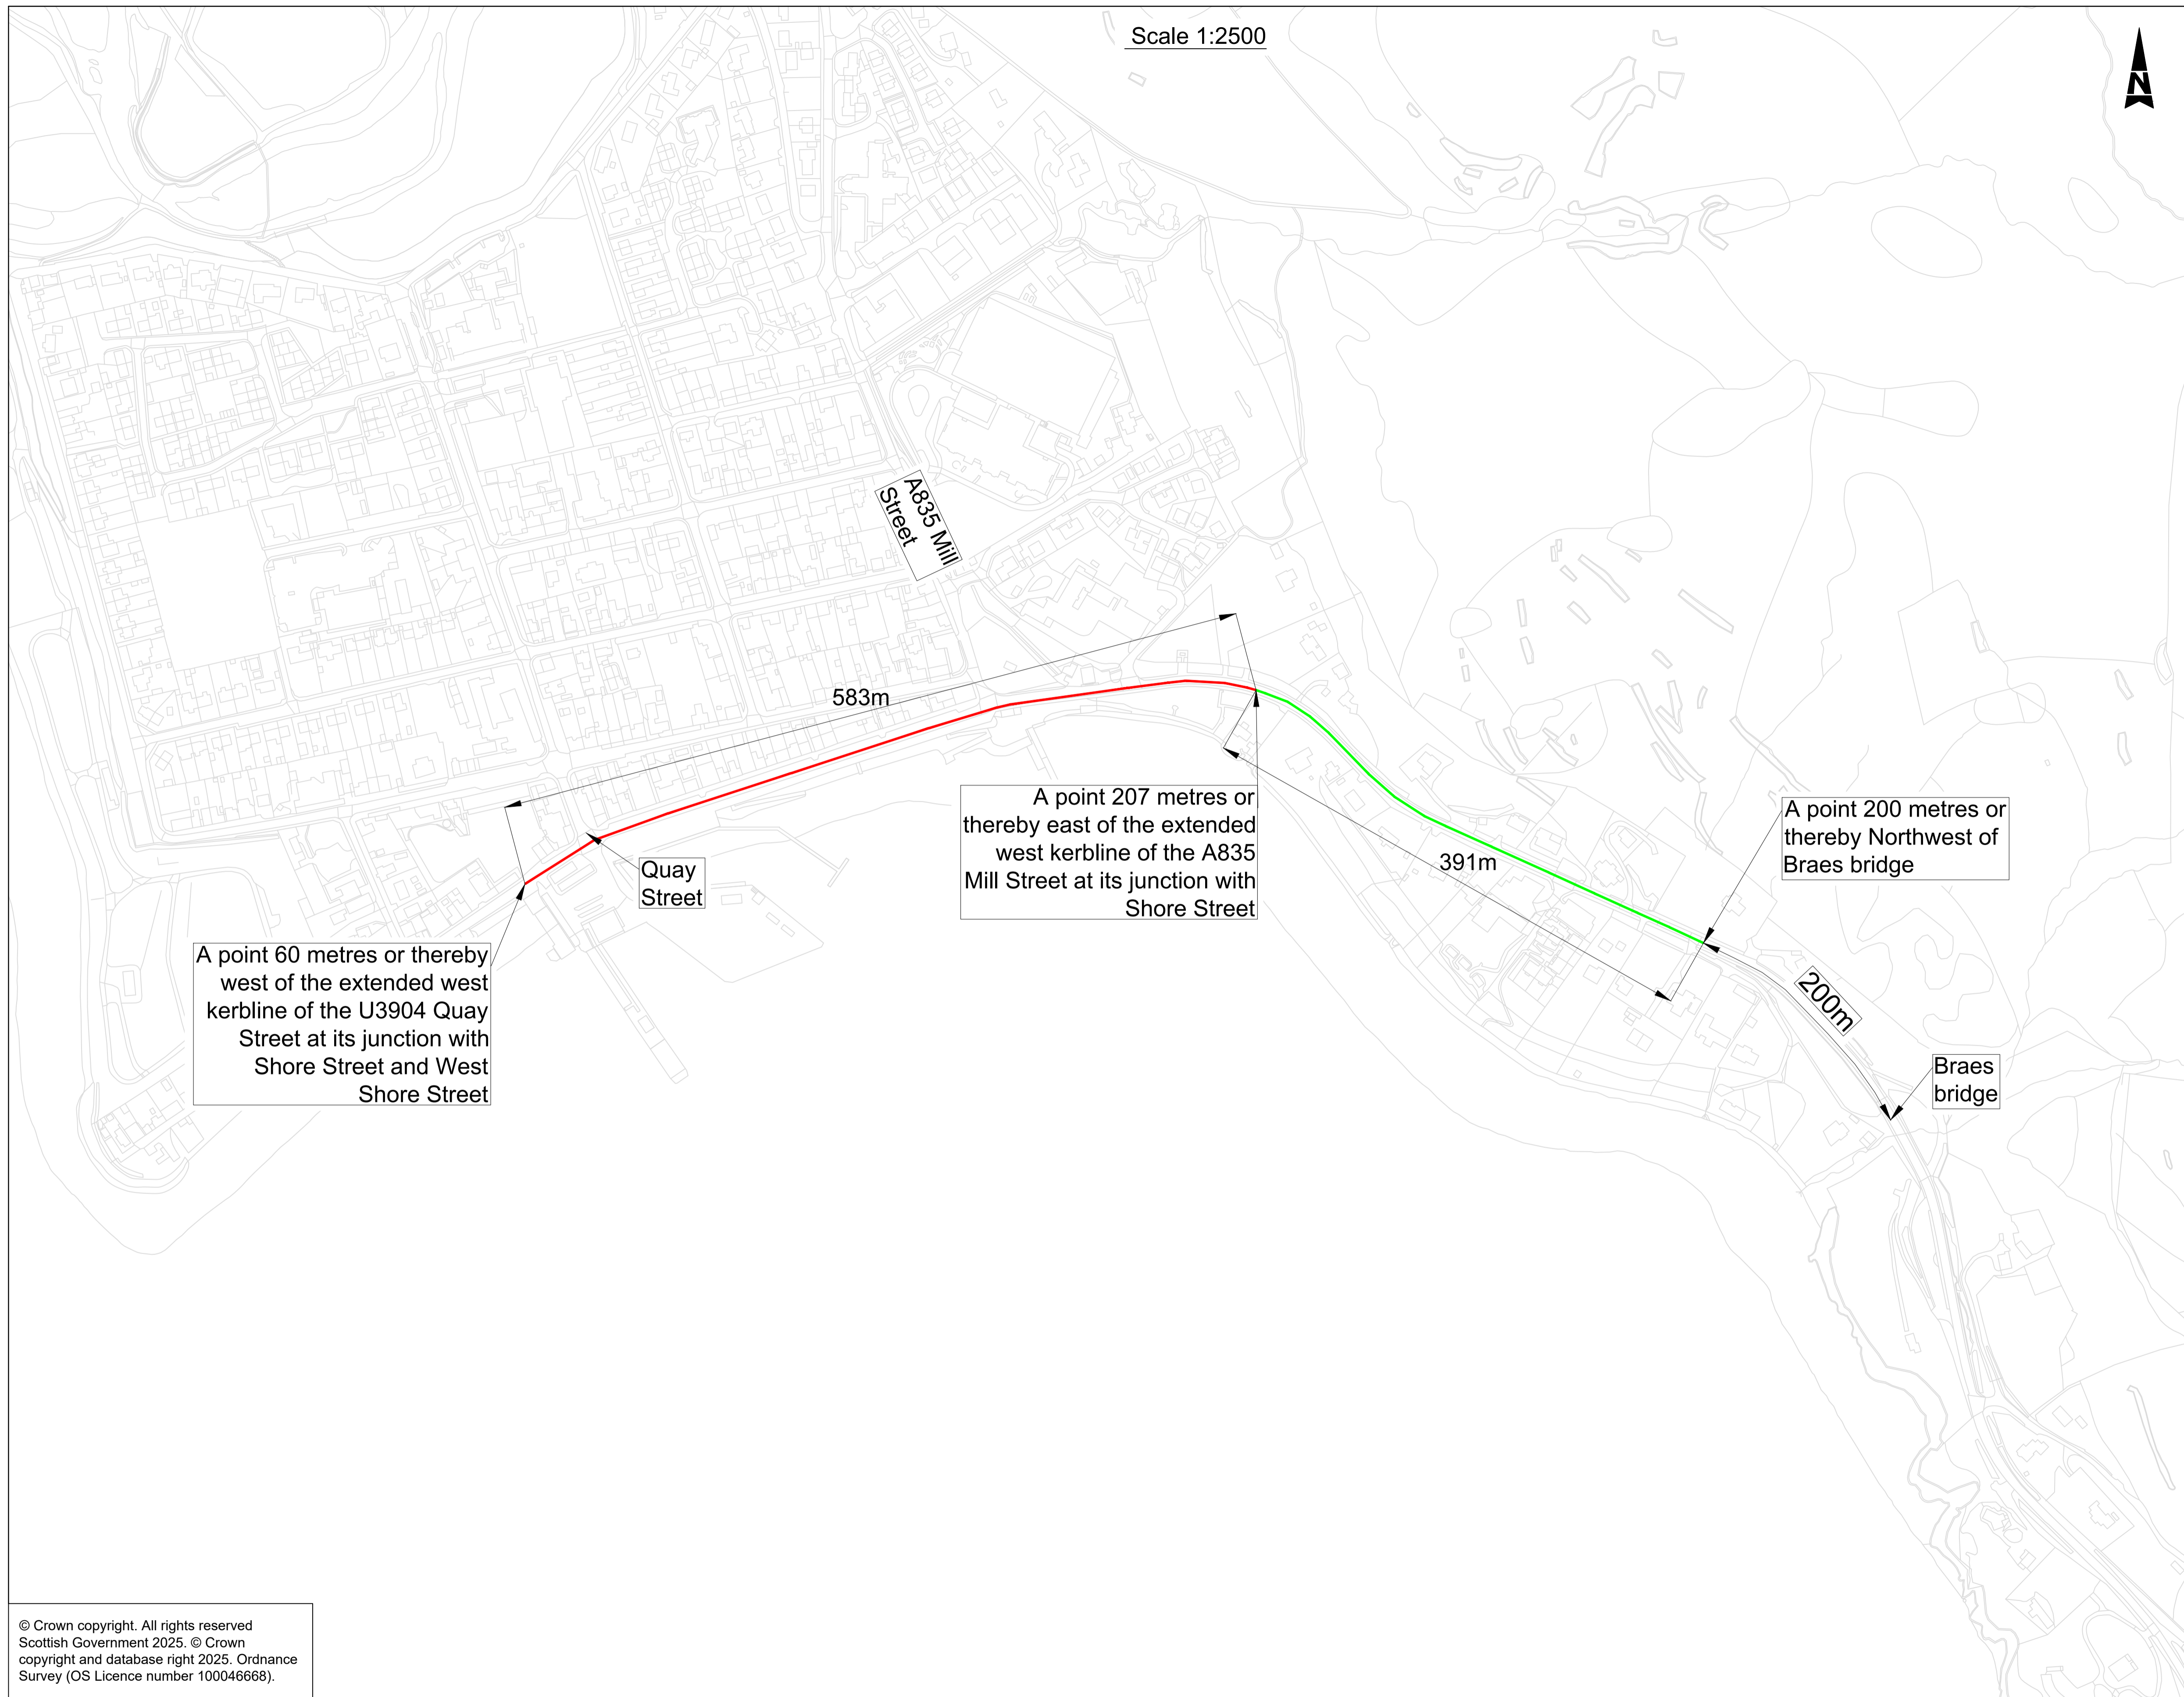 Scale 1:2500
N
A835 Mill
Street
583m
A point 207 metres or
thereby east of the extended
west kerbline of the A835
Mill Street at its junction with
Shore Street
A point 200 metres or
thereby Northwest of
Braes bridge
391m
Quay
Street
A point 60 metres or thereby
west of the extended west
kerbline of the U3904 Quay
Street at its junction with
Shore Street and West
Shore Street
200m
Braes
bridge
© Crown copyright. All rights reserved
Scottish Government 2025. © Crown
copyright and database right 2025. Ordnance
Survey (OS Licence number 100046668).